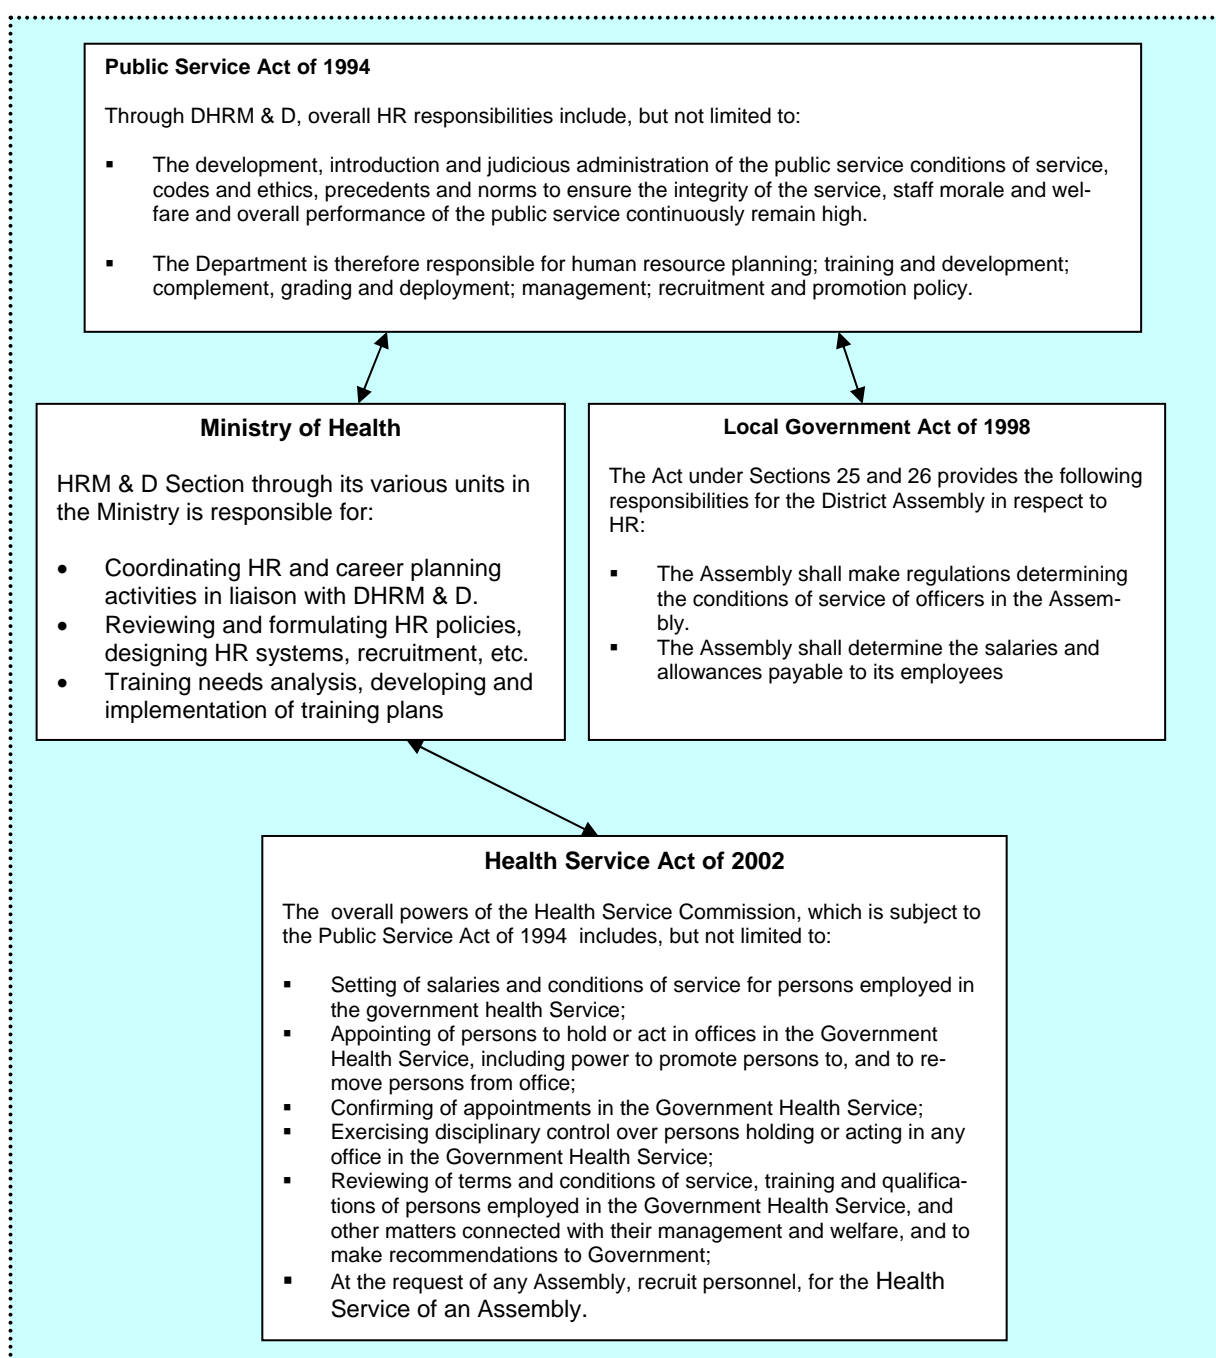 Public Service Act of 1994
Through DHRM & D, overall HR responsibilities include, but not limited to:
▪ The development, introduction and judicious administration of the public service conditions of service,
codes and ethics, precedents and norms to ensure the integrity of the service, staff morale and wel-
fare and overall performance of the public service continuously remain high.
▪ The Department is therefore responsible for human resource planning; training and development;
complement, grading and deployment; management; recruitment and promotion policy.
Ministry of Health
HRM & D Section through its various units in
the Ministry is responsible for:
• Coordinating HR and career planning
activities in liaison with DHRM & D.
• Reviewing and formulating HR policies,
designing HR systems, recruitment, etc.
• Training needs analysis, developing and
implementation of training plans
Local Government Act of 1998
The Act under Sections 25 and 26 provides the following
responsibilities for the District Assembly in respect to
HR:
▪ The Assembly shall make regulations determining
the conditions of service of officers in the Assem-
bly.
▪ The Assembly shall determine the salaries and
allowances payable to its employees
Health Service Act of 2002
The overall powers of the Health Service Commission, which is subject to
the Public Service Act of 1994 includes, but not limited to:
▪ Setting of salaries and conditions of service for persons employed in
the government health Service;
▪ Appointing of persons to hold or act in offices in the Government
Health Service, including power to promote persons to, and to re-
move persons from office;
▪ Confirming of appointments in the Government Health Service;
▪ Exercising disciplinary control over persons holding or acting in any
office in the Government Health Service;
▪ Reviewing of terms and conditions of service, training and qualifica-
tions of persons employed in the Government Health Service, and
other matters connected with their management and welfare, and to
make recommendations to Government;
▪ At the request of any Assembly, recruit personnel, for the Health
Service of an Assembly.